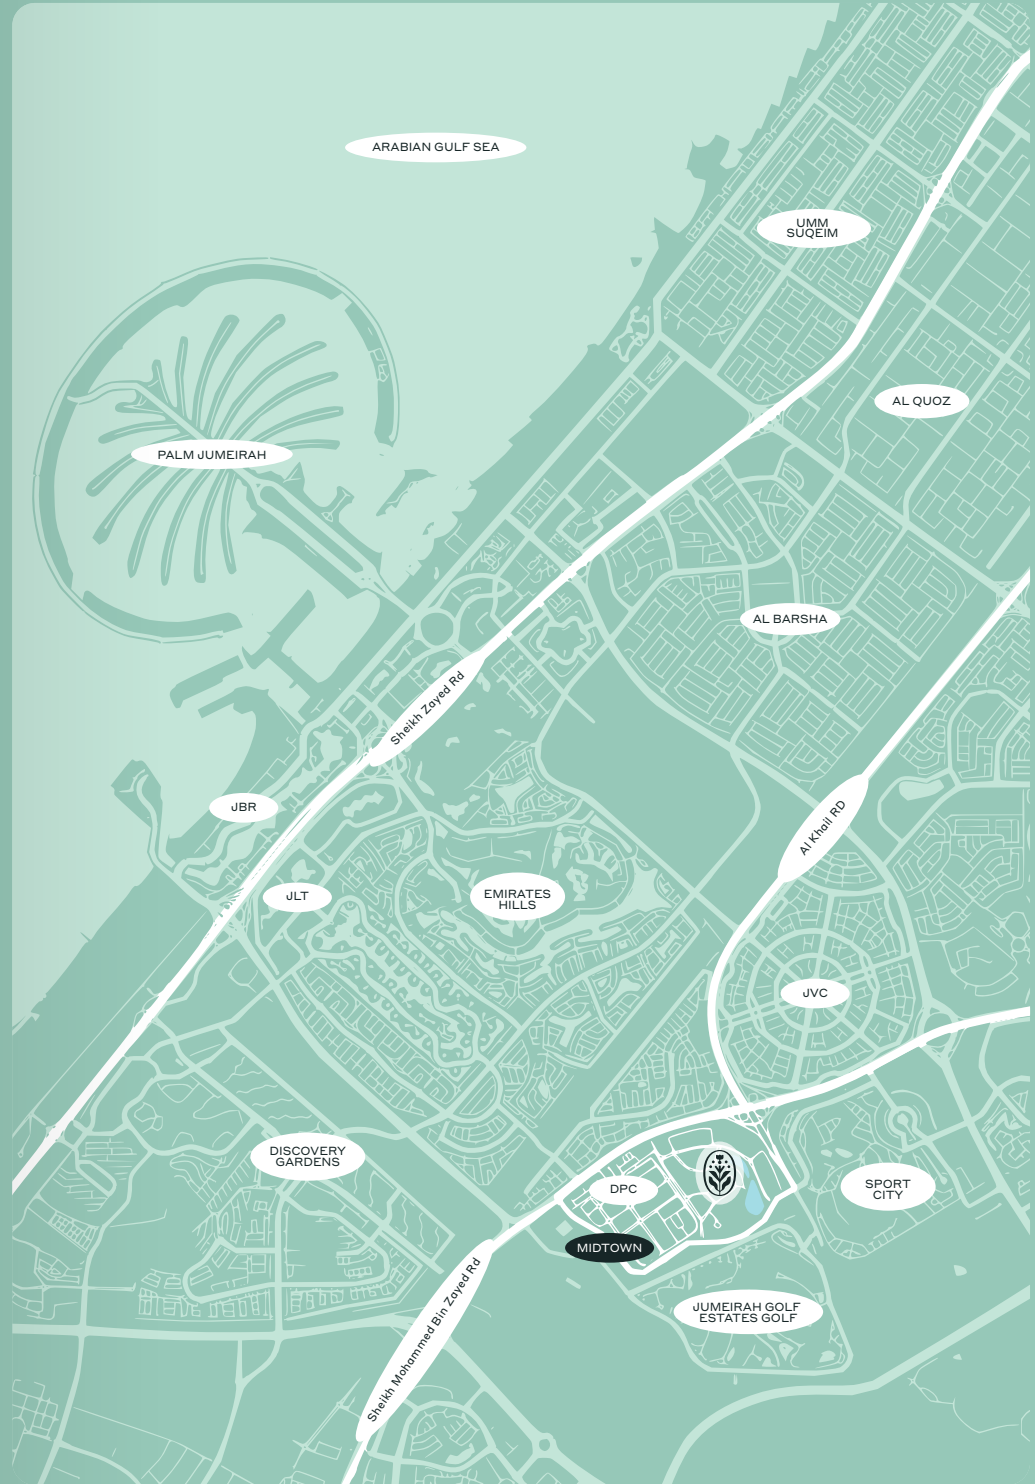 ARABIAN GULF SEA
UMM
SUQEIM
AL QUOZ
PALM JUMEIRAH
AL BARSHA
Sheikh Zayed Rd
JBR
Al Khail RD
JLT
EMIRATES
HILLS
JVC
DISCOVERY
GARDENS
DPC
SPORT
CITY
MIDTOWN
JUMEIRAH GOLF
ESTATES GOLF
Sheikh Mohammed Bin Zayed Rd